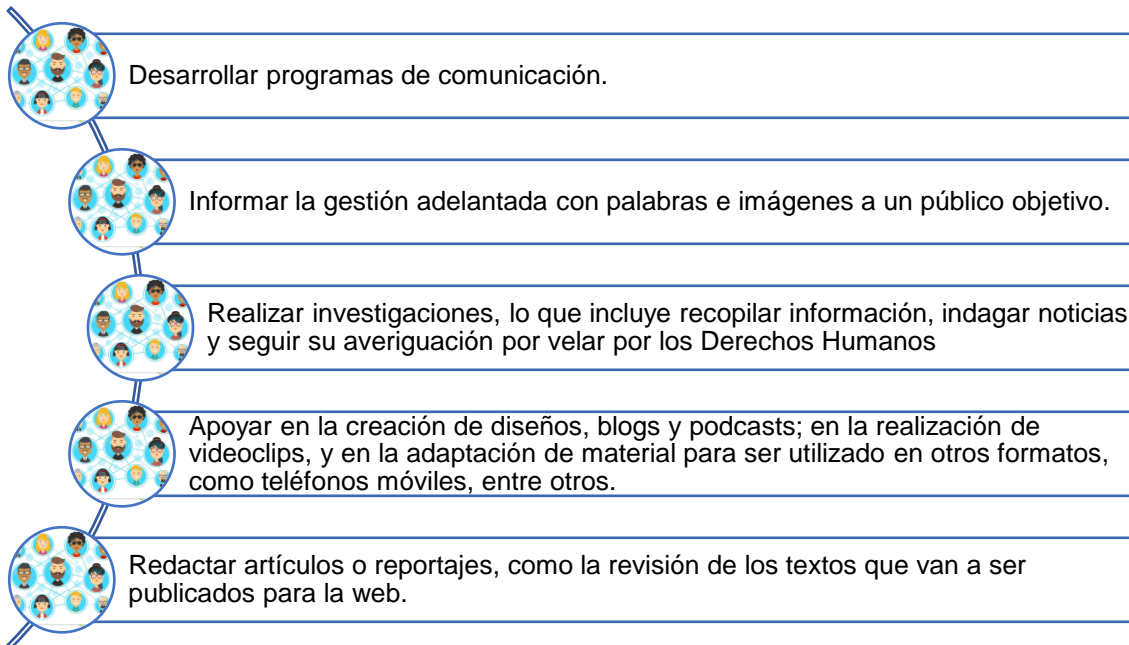 Desarrollar programas de comunicación.
Informar la gestión adelantada con palabras e imágenes a un público objetivo.
Realizar investigaciones, lo que incluye recopilar información, indagar noticias
y seguir su averiguación por velar por los Derechos Humanos
Apoyar en la creación de diseños, blogs y podcasts; en la realización de
videoclips, y en la adaptación de material para ser utilizado en otros formatos,
como teléfonos móviles, entre otros.
Redactar artículos o reportajes, como la revisión de los textos que van a ser
publicados para la web.